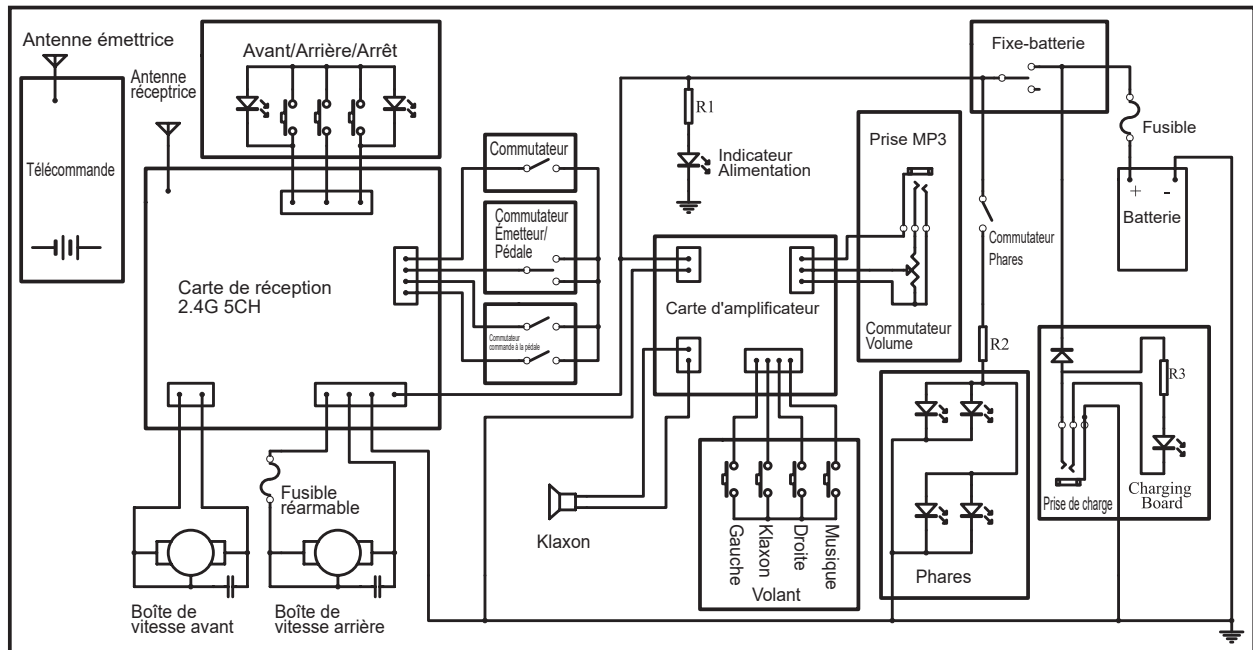 Antenne émettrice
Télécommande
Antenne
réceptrice
Avant/Arrière/Arrêt
Carte de réception
2.4G 5CH
Commutateur
Commutateur
Émetteur/
Pédale
Commutateur
commande à la pédale
R1
Indicateur
Alimentation
Prise MP3
Commutateur
Volume
Carte d'amplificateur
Fixe-batterie
Fusible
+ -
Batterie
Commutateur
Phares
R2
Phares
R3
Prise de charge
Charging
Board
Fusible
réarmable
Boîte de
vitesse avant
Boîte de
vitesse arrière
Klaxon
Gauche
Klaxon
Droite
Musique
Volant